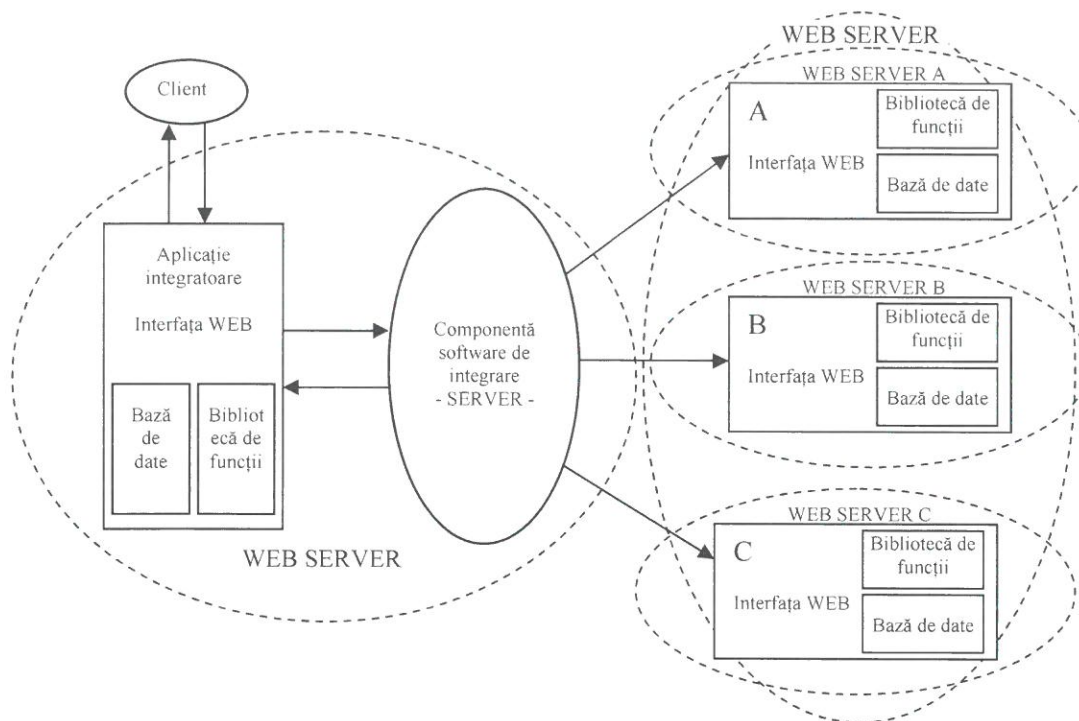 Client
Aplicație
integratoare
Interfața WEB
Bază
de
date
Bibliot
ecă de
funcții
WEB SERVER
Componentă
software de
integrare
- SERVER -
WEB SERVER
WEB SERVER A
A
Interfața WEB
Bibliotecă de
funcții
Bază de date
WEB SERVER B
B
Interfața WEB
Bibliotecă de
funcții
Bază de date
WEB SERVER C
C
Interfața WEB
Bibliotecă de
funcții
Bază de date